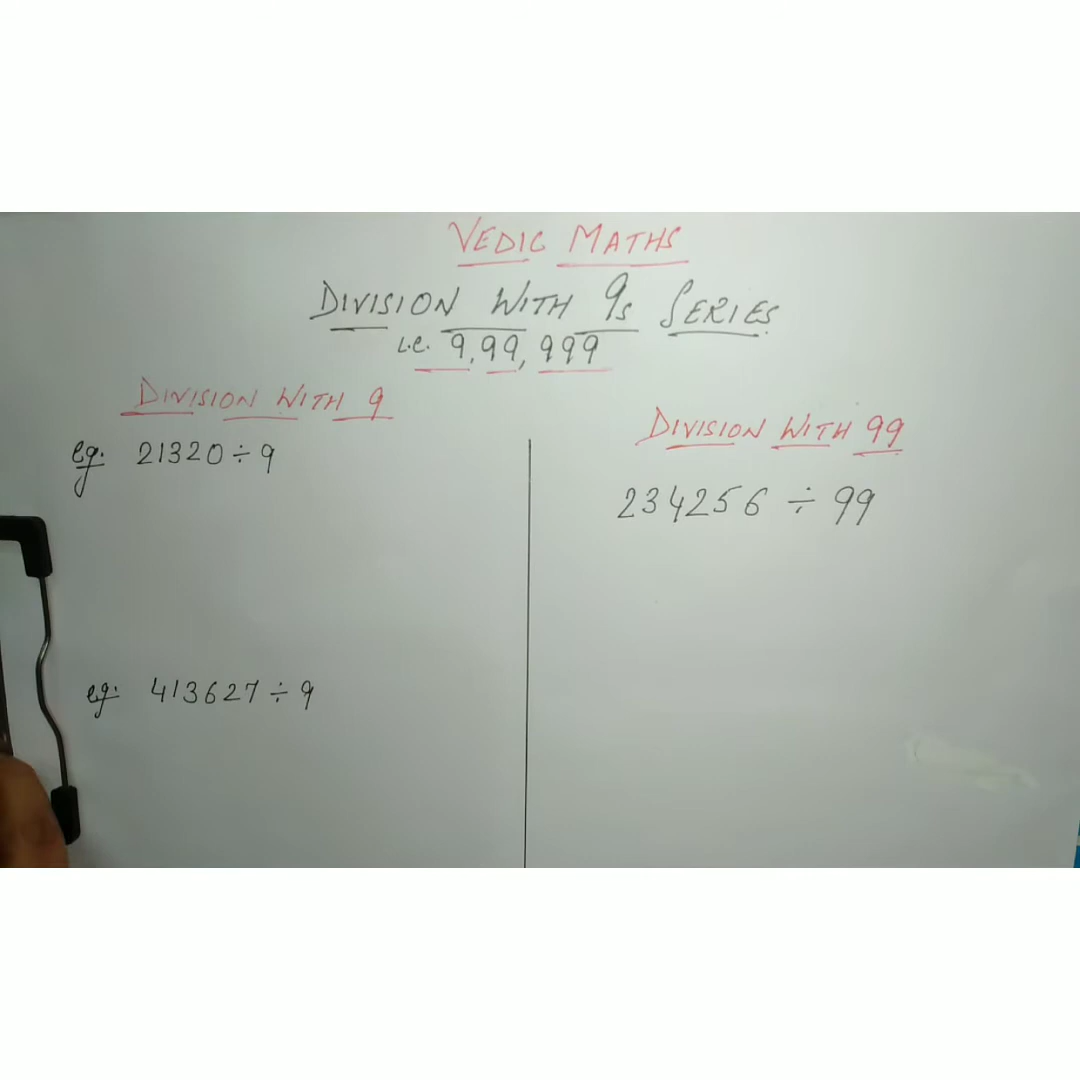 VEDIC MATHS
DIVISION WITH 9s SERIES
i.e. 9,99,999
DIVISION WITH 9
eg. 21320÷9
eg. 413627÷9
DIVISION WITH 99
234256 ÷ 99